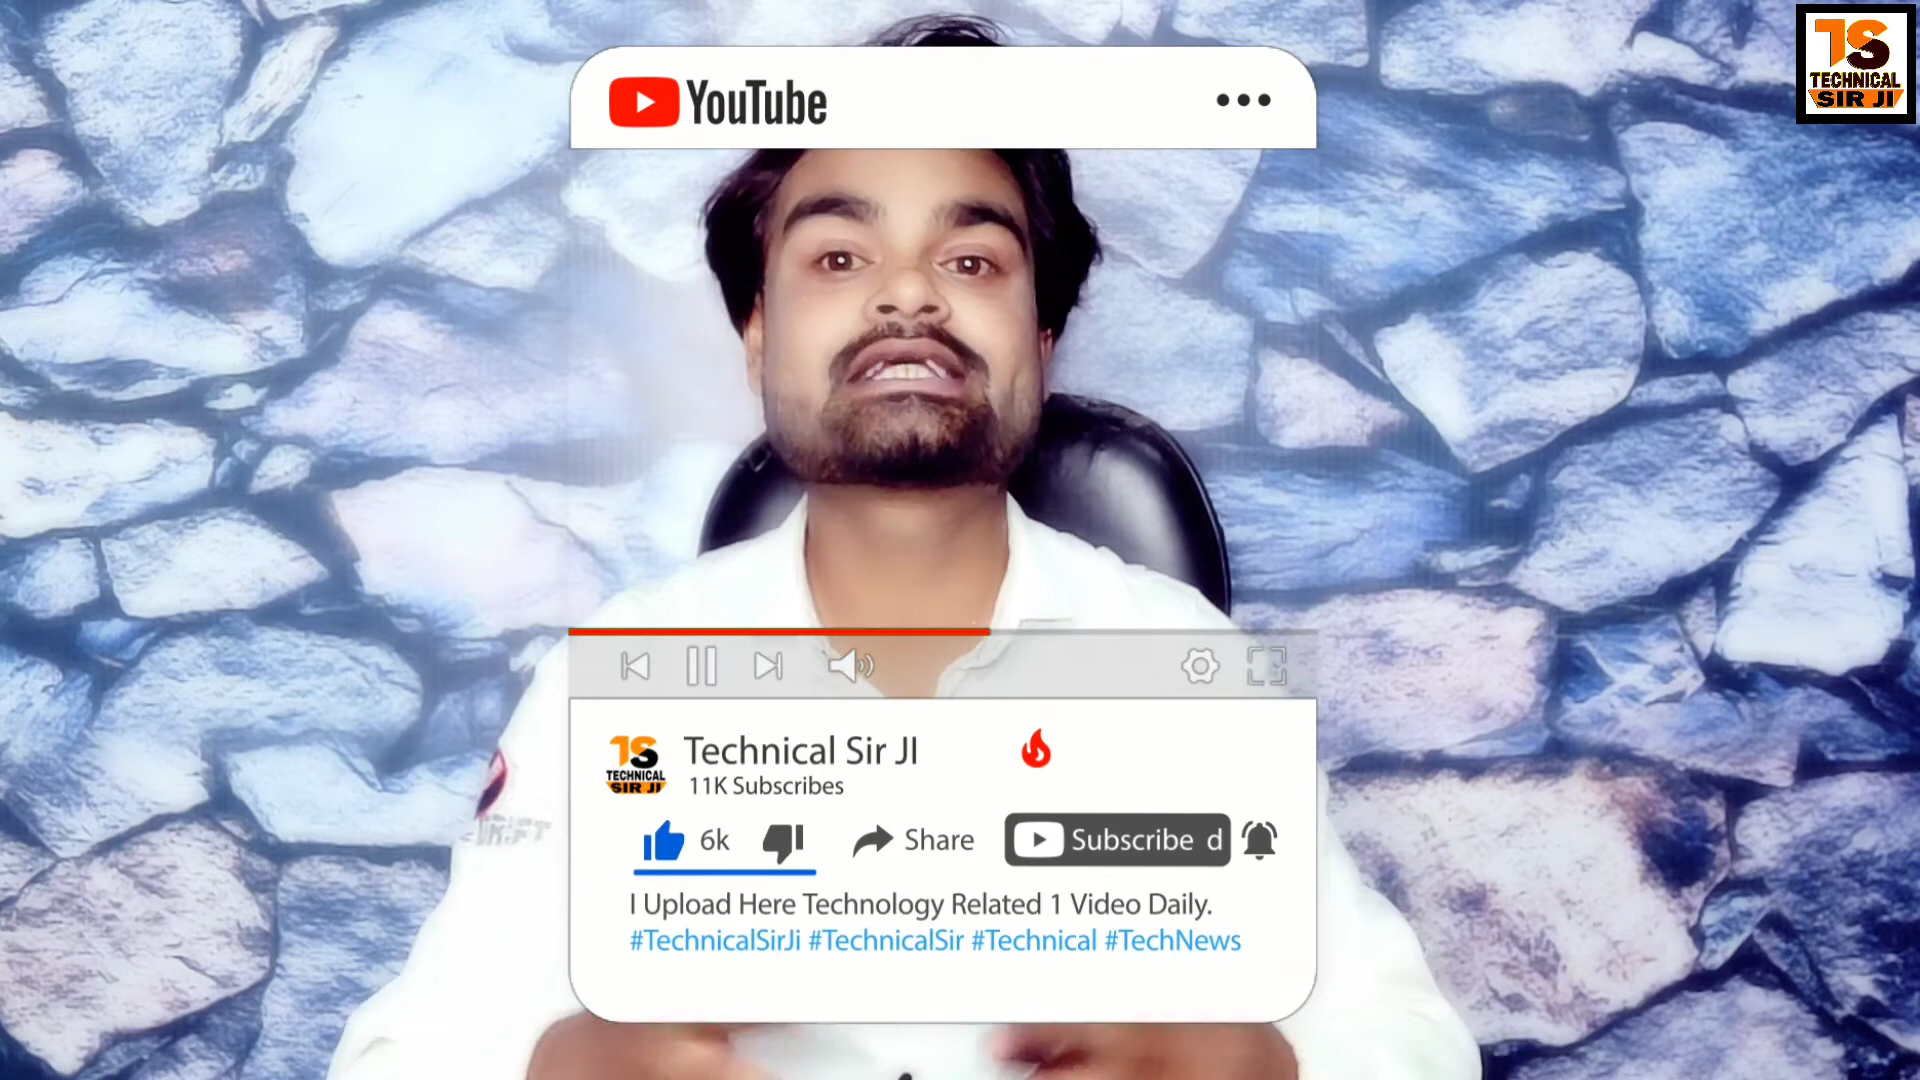 TS
TECHNICAL
SIR JI
YouTube
TS
TECHNICAL
SIR JI
Technical Sir JI
11K Subscribes
6k
Share
Subscribe d
I Upload Here Technology Related 1 Video Daily.
#TechnicalSirJi #TechnicalSir #Technical #TechNews